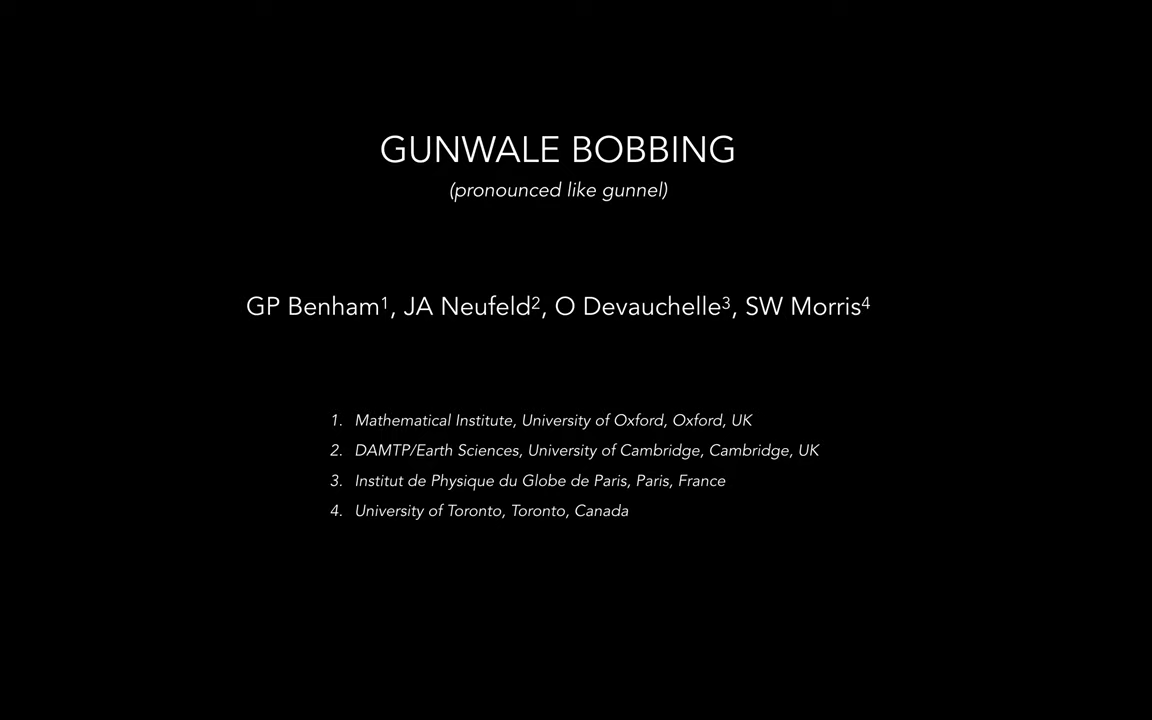 GUNWALE BOBBING
(pronounced like gunnel)
GP Benham¹, JA Neufeld², O Devauchelle³, SW Morris⁴
1. Mathematical Institute, University of Oxford, Oxford, UK
2. DAMTP/Earth Sciences, University of Cambridge, Cambridge, UK
3. Institut de Physique du Globe de Paris, Paris, France
4. University of Toronto, Toronto, Canada